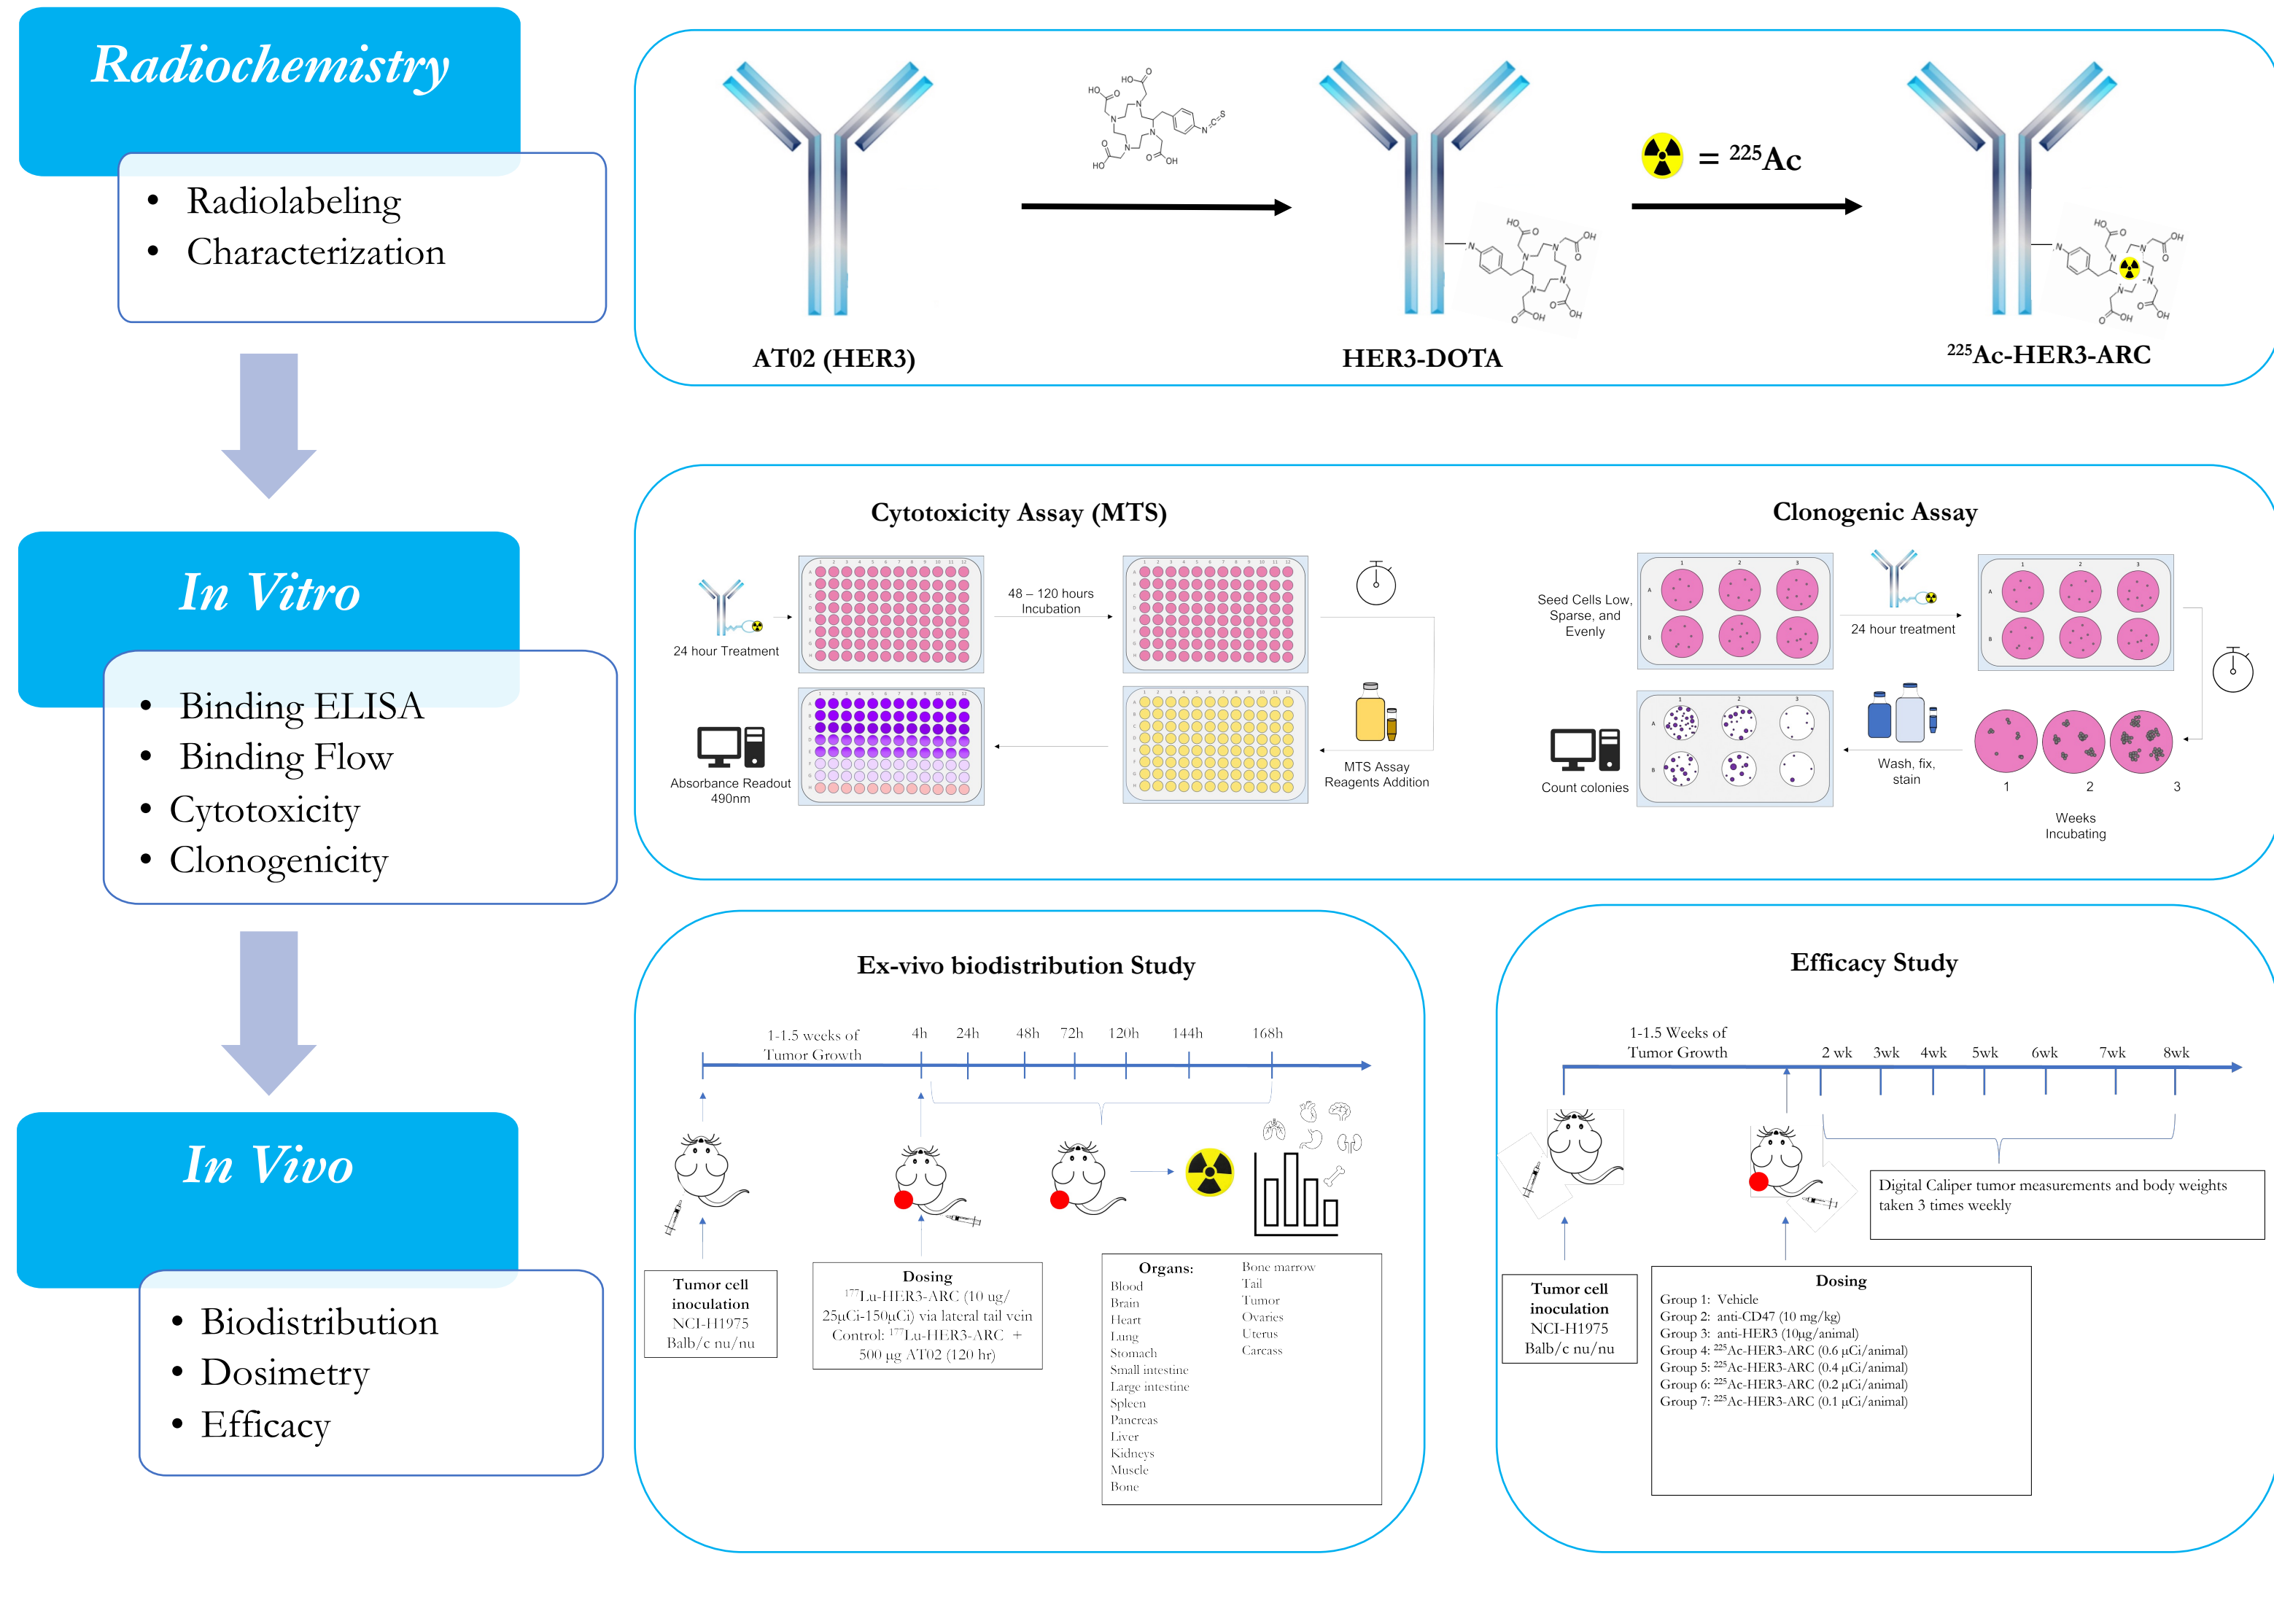 Radiochemistry
• Radiolabeling
• Characterization
= ²²⁵Ac
AT02 (HER3)
HER3-DOTA
²²⁵Ac-HER3-ARC
In Vitro
• Binding ELISA
• Binding Flow
• Cytotoxicity
• Clonogenicity
Cytotoxicity Assay (MTS)
24 hour Treatment
48 – 120 hours
Incubation
MTS Assay
Reagents Addition
Absorbance Readout
490nm
Clonogenic Assay
Seed Cells Low,
Sparse, and
Evenly
24 hour treatment
1 2 3
Weeks
Incubating
Wash, fix,
stain
Count colonies
In Vivo
• Biodistribution
• Dosimetry
• Efficacy
Ex-vivo biodistribution Study
1-1.5 weeks of
Tumor Growth
4h 24h 48h 72h 120h 144h 168h
Tumor cell
inoculation
NCI-H1975
Balb/c nu/nu
Dosing
¹⁷⁷Lu-HER3-ARC (10 ug/
25µCi-150µCi) via lateral tail vein
Control: ¹⁷⁷Lu-HER3-ARC +
500 µg AT02 (120 hr)
Organs:
Blood
Brain
Heart
Lung
Stomach
Small intestine
Large intestine
Spleen
Pancreas
Liver
Kidneys
Muscle
Bone
Bone marrow
Tail
Tumor
Ovaries
Uterus
Carcass
Efficacy Study
1-1.5 Weeks of
Tumor Growth
2 wk 3wk 4wk 5wk 6wk 7wk 8wk
Digital Caliper tumor measurements and body weights
taken 3 times weekly
Tumor cell
inoculation
NCI-H1975
Balb/c nu/nu
Dosing
Group 1: Vehicle
Group 2: anti-CD47 (10 mg/kg)
Group 3: anti-HER3 (10µg/animal)
Group 4: ²²⁵Ac-HER3-ARC (0.6 µCi/animal)
Group 5: ²²⁵Ac-HER3-ARC (0.4 µCi/animal)
Group 6: ²²⁵Ac-HER3-ARC (0.2 µCi/animal)
Group 7: ²²⁵Ac-HER3-ARC (0.1 µCi/animal)